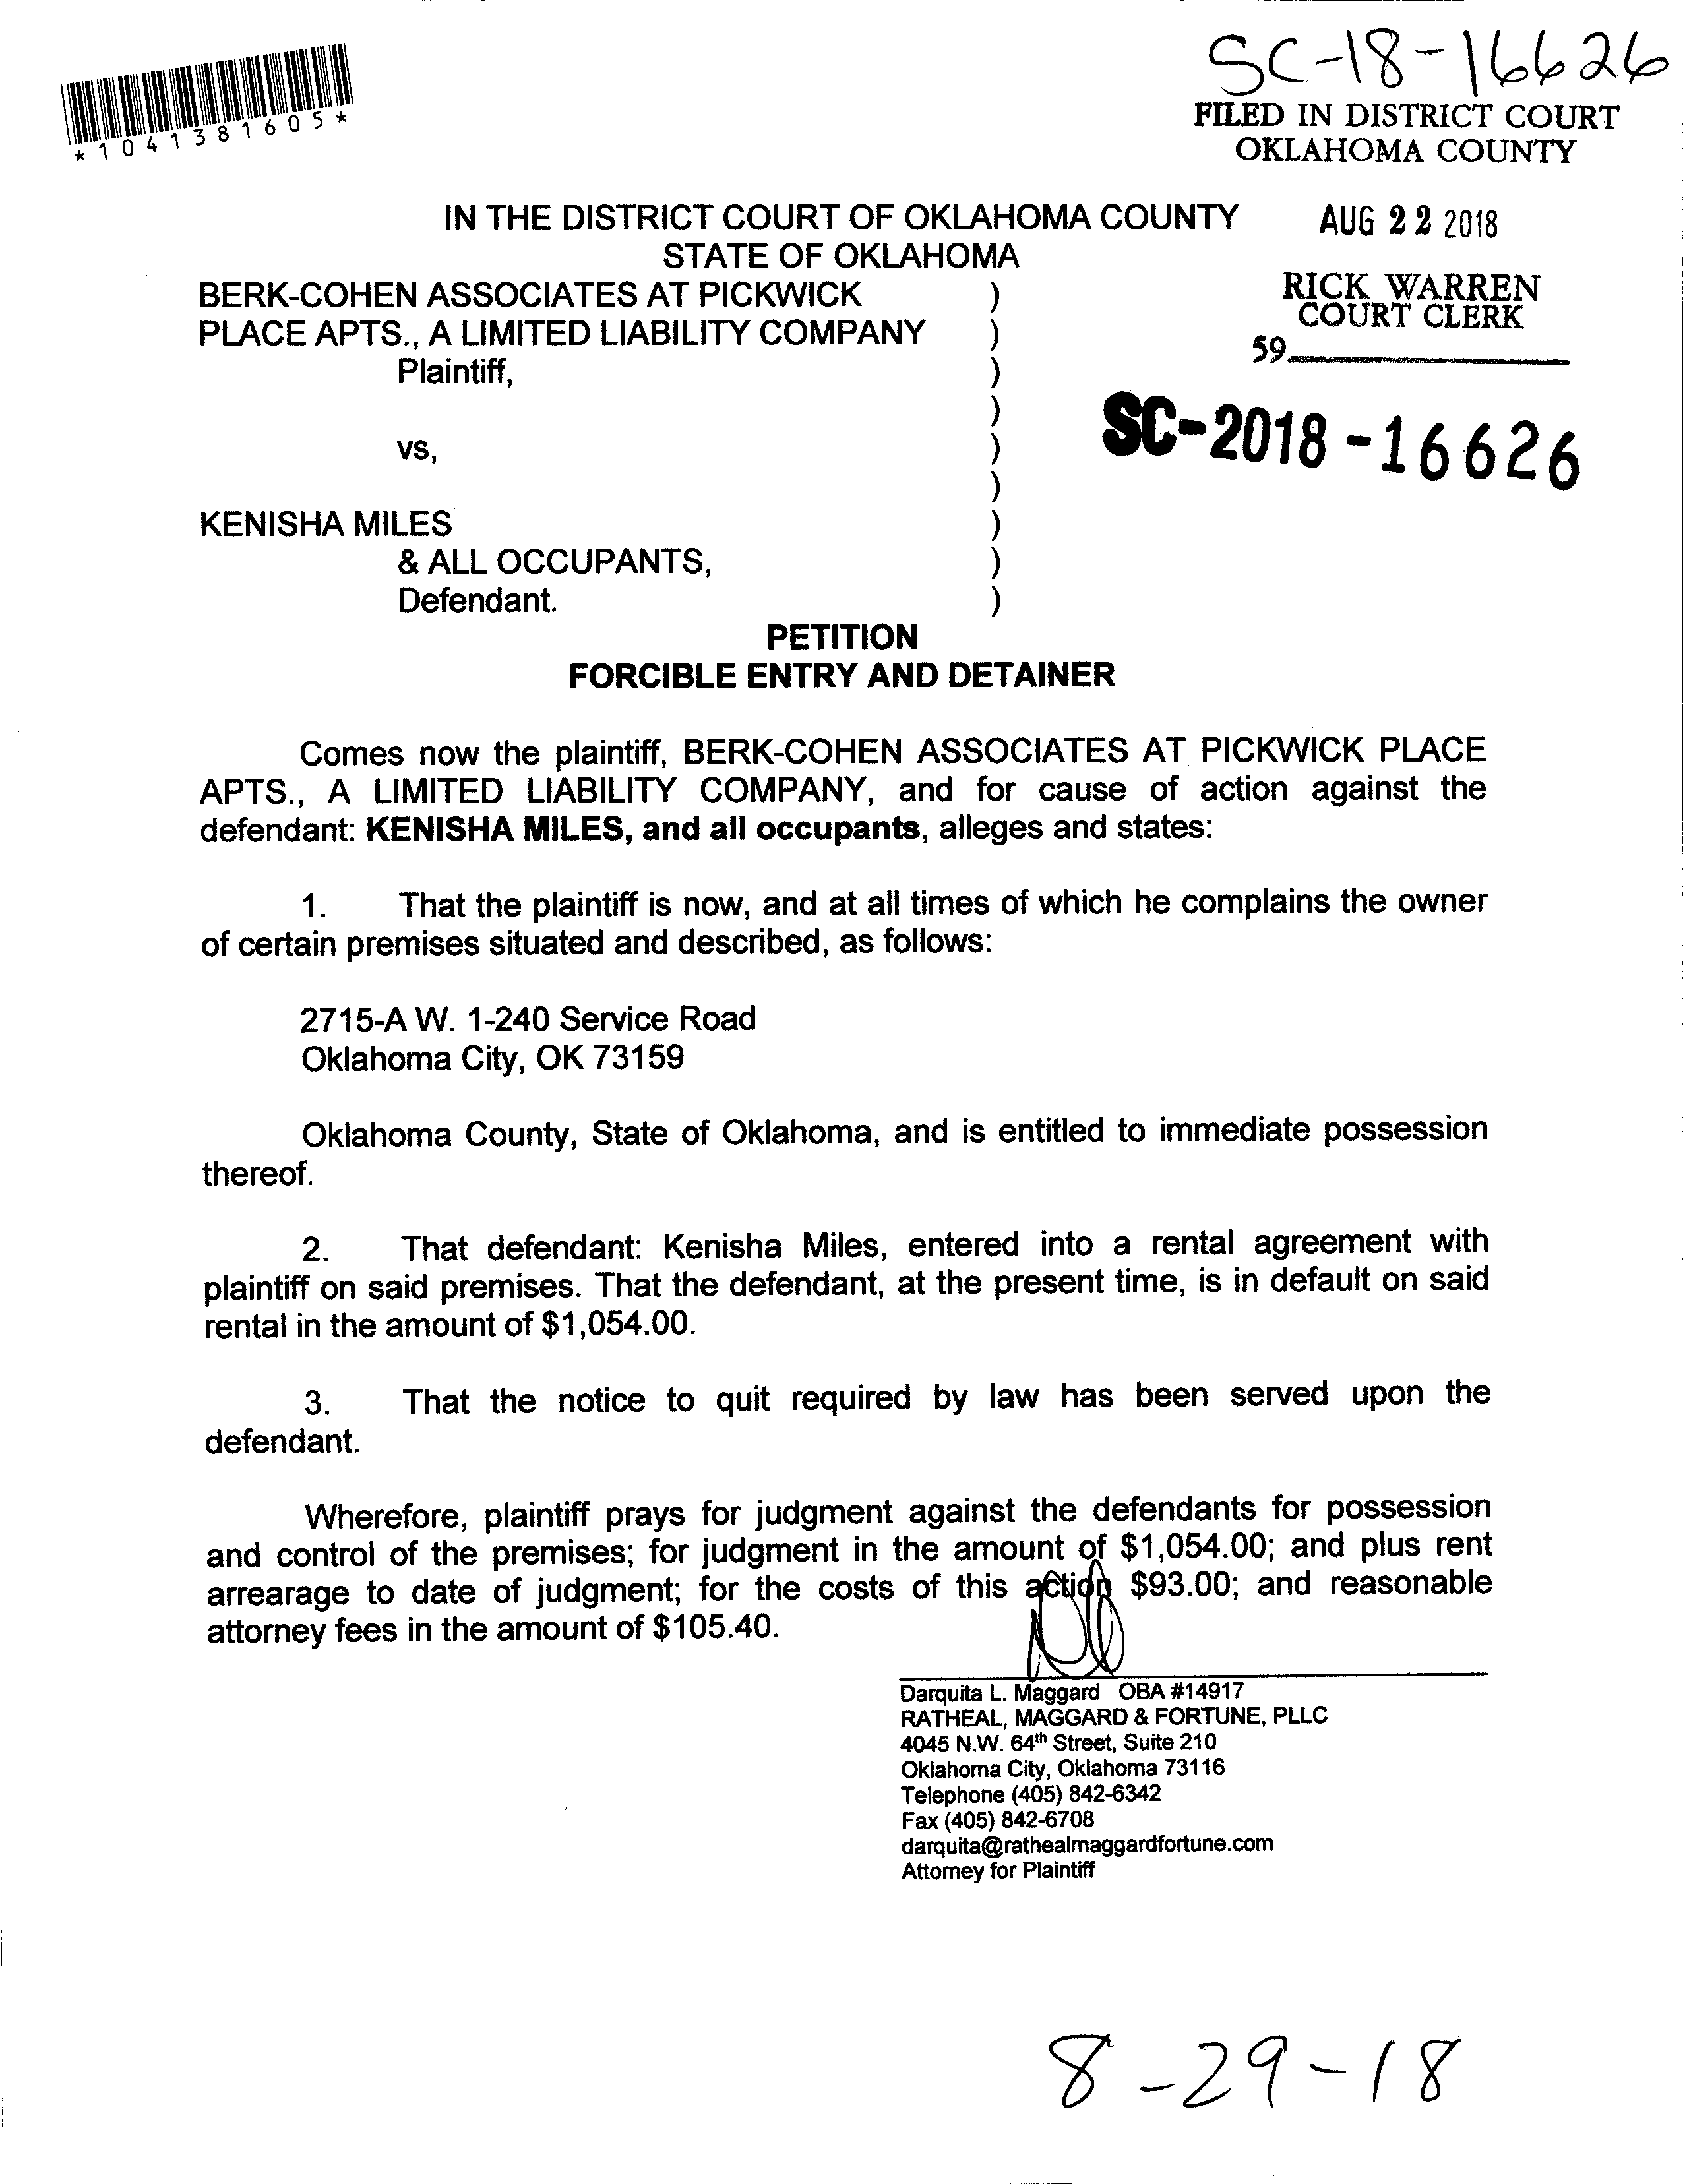 SC-18-16626
*1041381605*
FILED IN DISTRICT COURT
OKLAHOMA COUNTY
IN THE DISTRICT COURT OF OKLAHOMA COUNTY
AUG 22 2018
STATE OF OKLAHOMA
BERK-COHEN ASSOCIATES AT PICKWICK )
RICK WARREN
COURT CLERK
PLACE APTS., A LIMITED LIABILITY COMPANY )
59
Plaintiff, )
)
SC-2018-16626
vs, )
)
KENISHA MILES )
& ALL OCCUPANTS, )
Defendant. )
PETITION
FORCIBLE ENTRY AND DETAINER
Comes now the plaintiff, BERK-COHEN ASSOCIATES AT PICKWICK PLACE
APTS., A LIMITED LIABILITY COMPANY, and for cause of action against the
defendant: KENISHA MILES, and all occupants, alleges and states:
1. That the plaintiff is now, and at all times of which he complains the owner
of certain premises situated and described, as follows:
2715-A W. 1-240 Service Road
Oklahoma City, OK 73159
Oklahoma County, State of Oklahoma, and is entitled to immediate possession
thereof.
2. That defendant: Kenisha Miles, entered into a rental agreement with
plaintiff on said premises. That the defendant, at the present time, is in default on said
rental in the amount of $1,054.00.
3. That the notice to quit required by law has been served upon the
defendant.
Wherefore, plaintiff prays for judgment against the defendants for possession
and control of the premises; for judgment in the amount of $1,054.00; and plus rent
arrearage to date of judgment; for the costs of this action $93.00; and reasonable
attorney fees in the amount of $105.40.
Darquita L. Maggard OBA #14917
RATHEAL, MAGGARD & FORTUNE, PLLC
4045 N.W. 64th Street, Suite 210
Oklahoma City, Oklahoma 73116
Telephone (405) 842-6342
Fax (405) 842-6708
darquita@rathealmaggardfortune.com
Attorney for Plaintiff
8-29-18